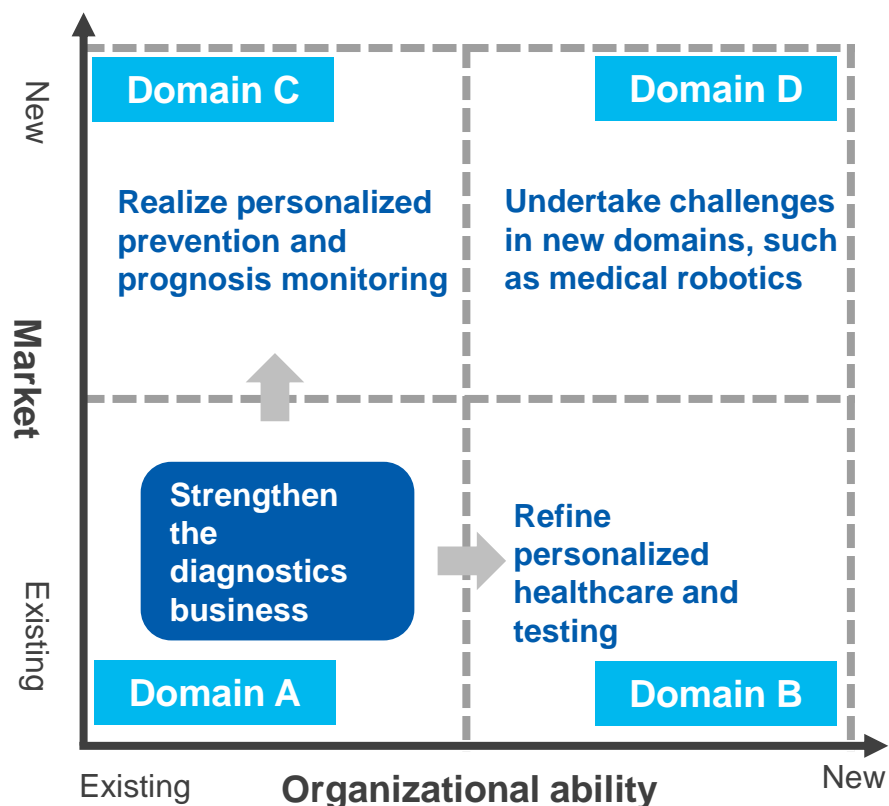 New
Domain C
Domain D
Realize personalized
prevention and
prognosis monitoring
Undertake challenges
in new domains, such
as medical robotics
Market
Strengthen
the
diagnostics
business
Refine
personalized
healthcare and
testing
Existing
Domain A
Domain B
Existing
Organizational ability
New